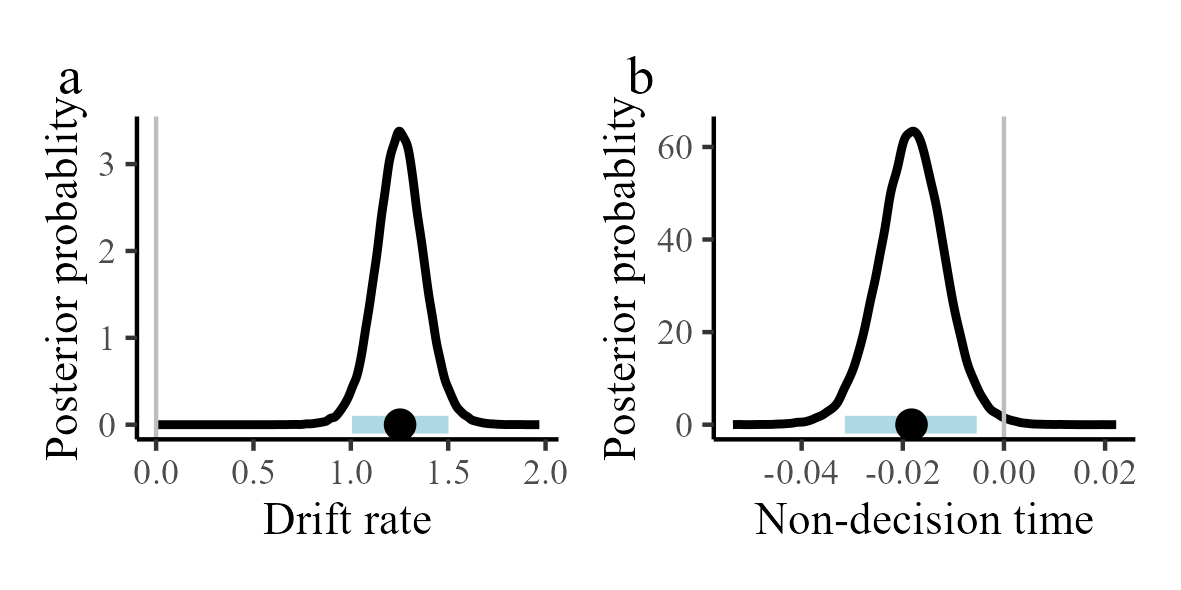 a
Posterior probablity
3
2
1
0
0.0 0.5 1.0 1.5 2.0
Drift rate
b
Posterior probablity
60
40
20
0
-0.04 -0.02 0.00 0.02
Non-decision time